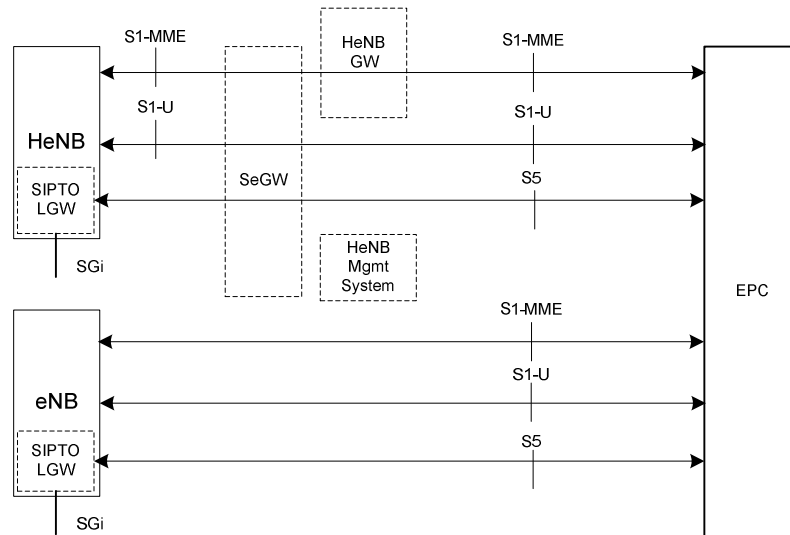 S1-MME
HeNB
GW
S1-MME
S1-U
S1-U
HeNB
SeGW
S5
SIPTO
LGW
SGi
HeNB
Mgmt
System
EPC
S1-MME
S1-U
eNB
S5
SIPTO
LGW
SGi